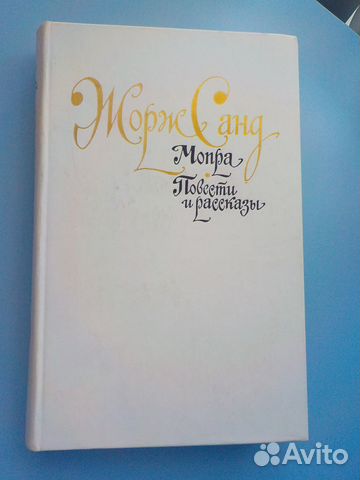 Жорж Санд
Мопра
Повести
и рассказы
Avito